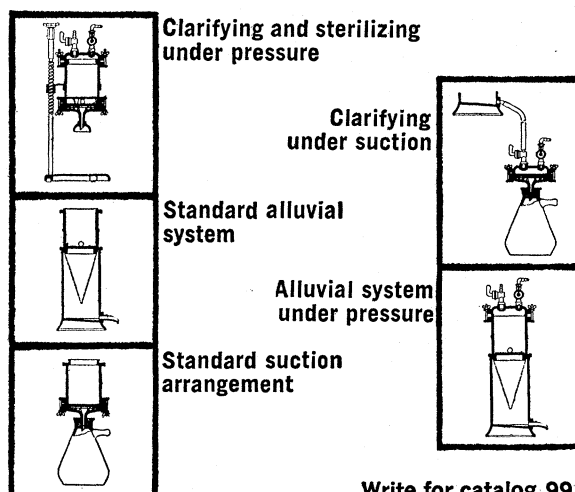 Clarifying and sterilizing
under pressure
Clarifying
under suction
Standard alluvial
system
Alluvial system
under pressure
Standard suction
arrangement
Write for catalog 99